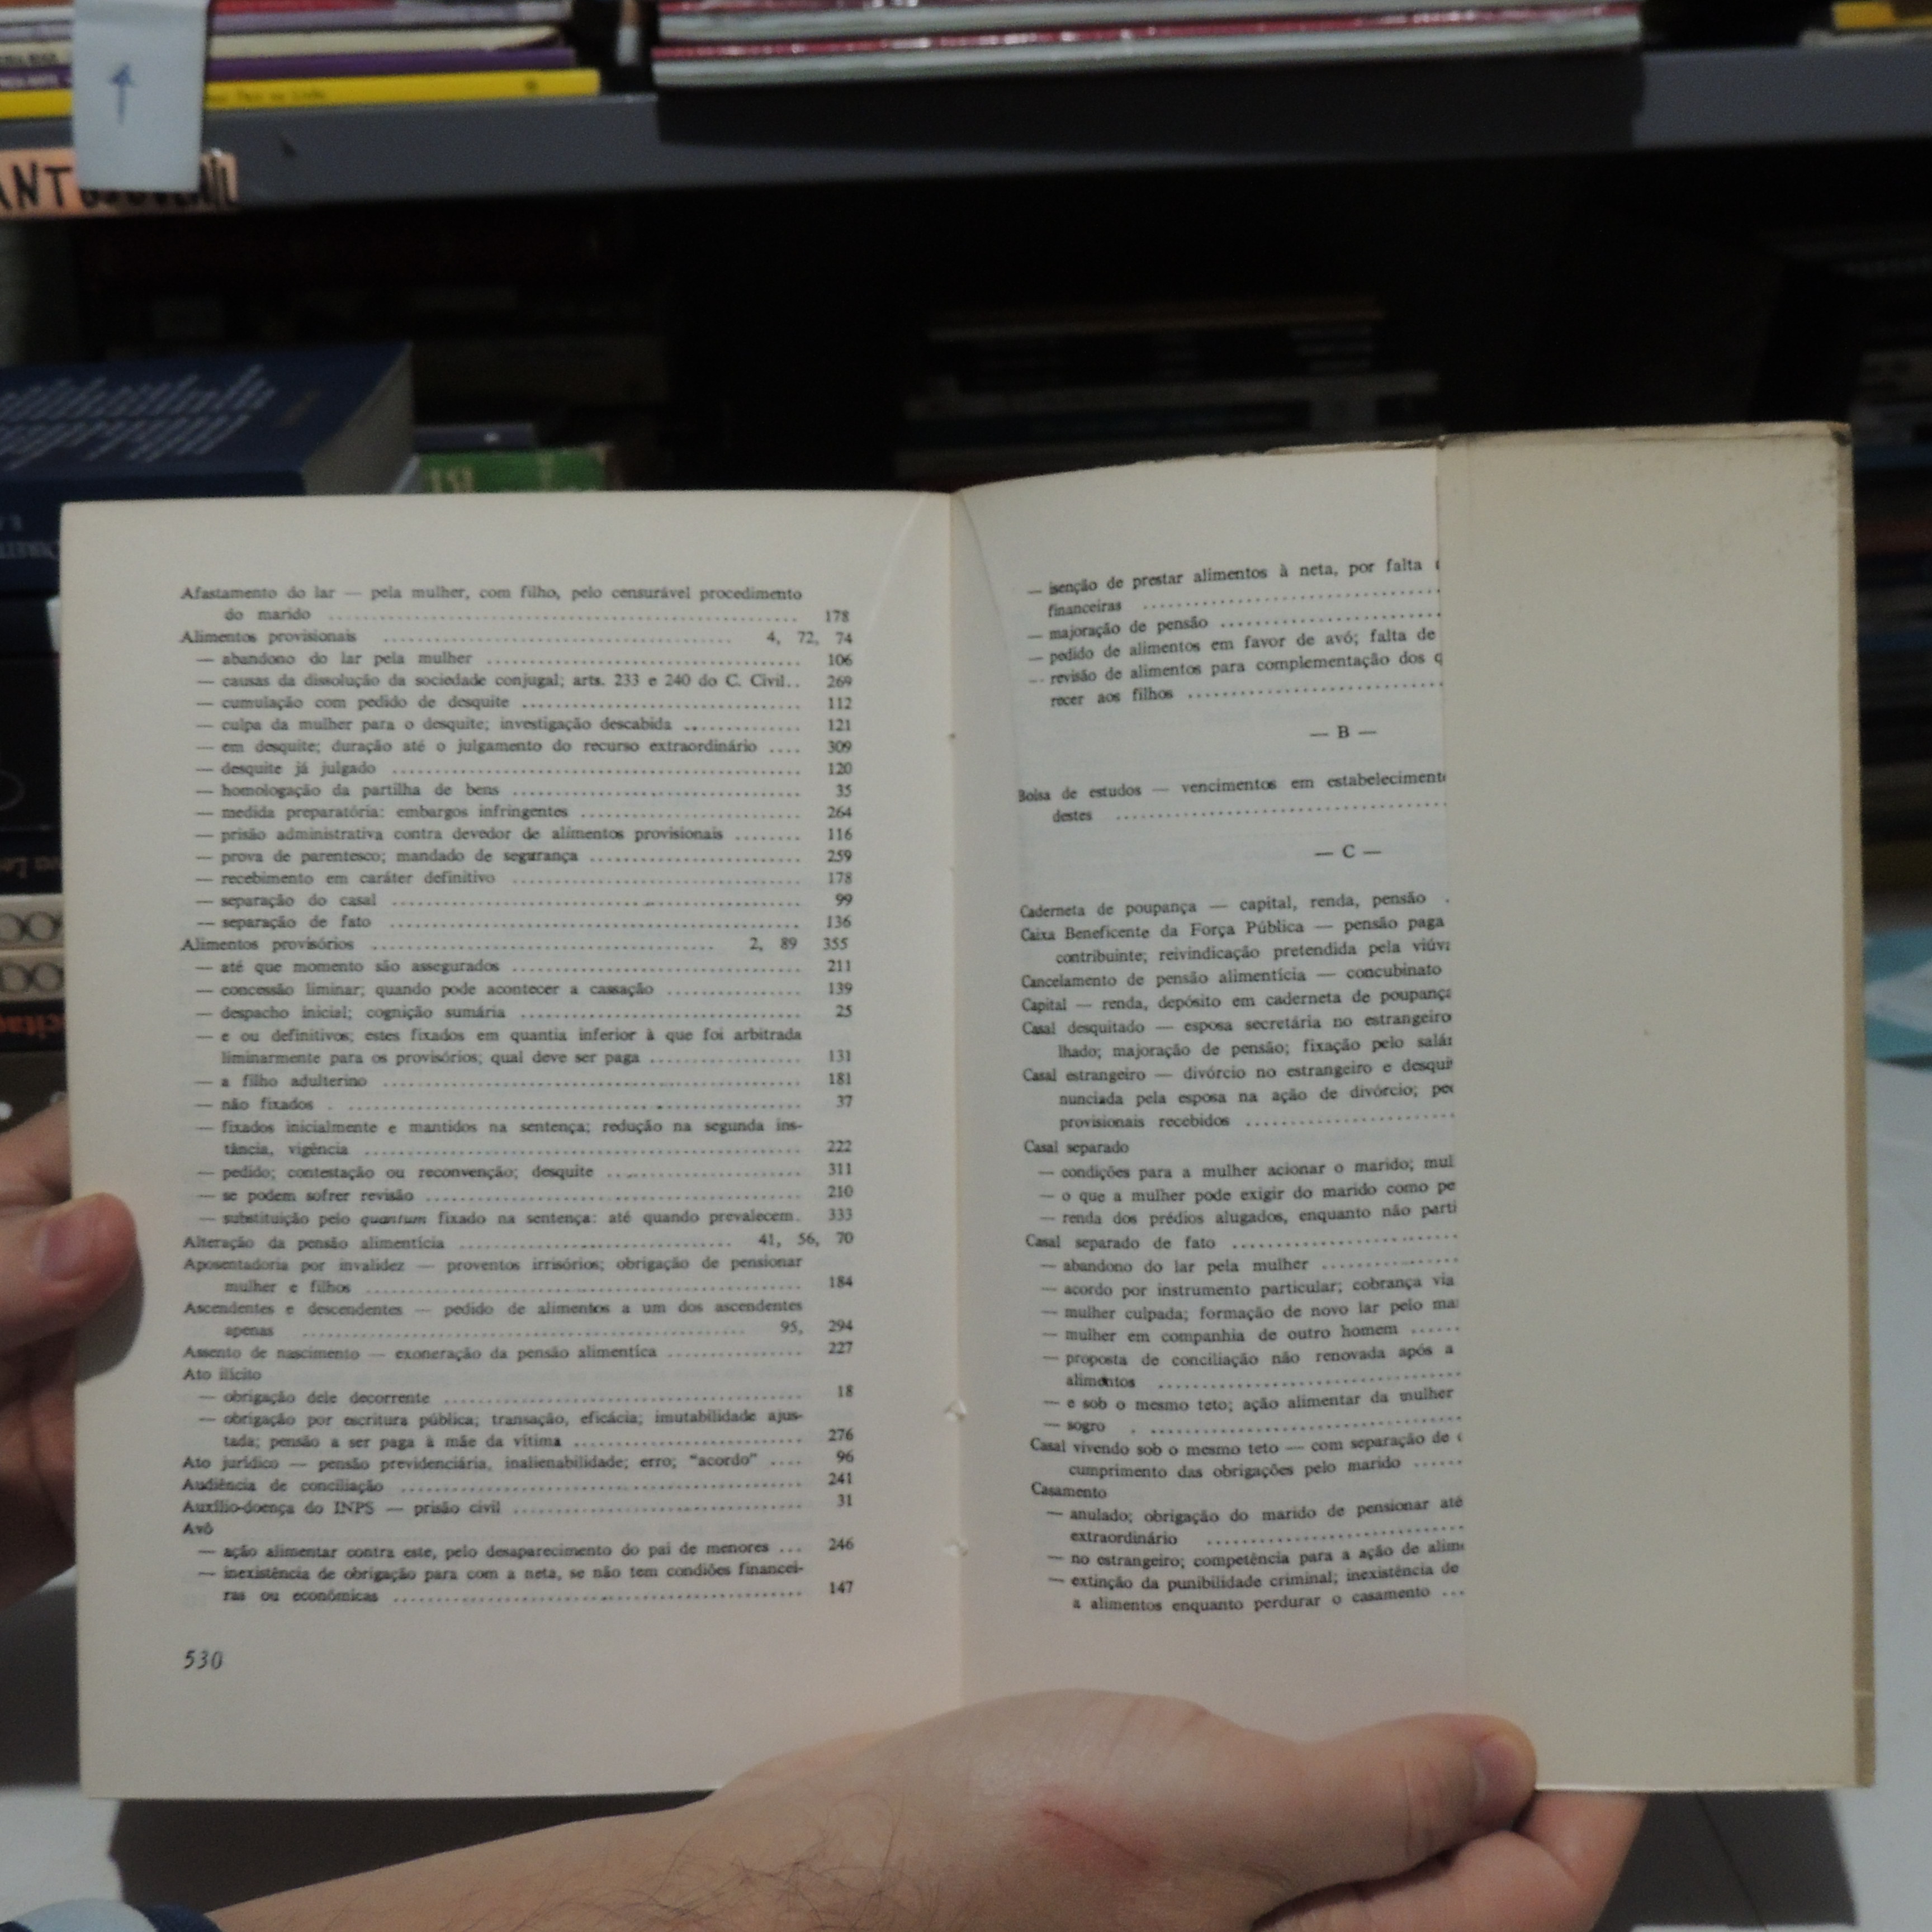 Afastamento do lar — pela mulher, com filho, pelo censurável procedimento
do marido ........ 178
Alimentos provisionais ........ 4, 72, 74
— abandono do lar pela mulher ........ 106
— causas da dissolução da sociedade conjugal; arts. 233 e 240 do C. Civil.. 269
— cumulação com pedido de desquite ........ 112
— culpa da mulher para o desquite; investigação descabida ........ 121
— em desquite; duração até o julgamento do recurso extraordinário .... 309
— desquite já julgado ........ 120
— homologação da partilha de bens ........ 35
— medida preparatória: embargos infringentes ........ 264
— prisão administrativa contra devedor de alimentos provisionais ........ 116
— prova de parentesco; mandado de segurança ........ 259
— recebimento em caráter definitivo ........ 178
— separação do casal ........ 99
— separação de fato ........ 136
Alimentos provisórios ........ 2, 89 355
— até que momento são assegurados ........ 211
— concessão liminar; quando pode acontecer a cassação ........ 139
— despacho inicial; cognição sumária ........ 25
— e ou definitivos; estes fixados em quantia inferior à que foi arbitrada
liminarmente para os provisórios; qual deve ser paga ........ 131
— a filho adulterino ........ 181
— não fixados . ........ 37
— fixados inicialmente e mantidos na sentença; redução na segunda ins-
tância, vigência ........ 222
— pedido; contestação ou reconvenção; desquite ........ 311
— se podem sofrer revisão ........ 210
— substituição pelo quantum fixado na sentença: até quando prevalecem. 333
Alteração da pensão alimentícia ........ 41, 56, 70
Aposentadoria por invalidez — proventos irrisórios; obrigação de pensionar
mulher e filhos ........ 184
Ascendentes e descendentes — pedido de alimentos a um dos ascendentes
apenas ........ 95, 294
Assento de nascimento — exoneração da pensão alimentíca ........ 227
Ato ilícito
— obrigação dele decorrente ........ 18
— obrigação por escritura pública; transação, eficácia; imutabilidade ajus-
tada; pensão a ser paga à mãe da vítima ........ 276
Ato jurídico — pensão previdenciária, inalienabilidade; erro; "acordo" .... 96
Audiência de conciliação ........ 241
Auxílio-doença do INPS — prisão civil ........ 31
Avô
— ação alimentar contra este, pelo desaparecimento do pai de menores ... 246
— inexistência de obrigação para com a neta, se não tem condiões financei-
ras ou econômicas ........ 147
530
— isenção de prestar alimentos à neta, por falta
financeiras ........
— majoração de pensão ........
— pedido de alimentos em favor de avó; falta de
— revisão de alimentos para complementação dos q
recer aos filhos ........
— B —
Bolsa de estudos — vencimentos em estabeleciment
destes ........
— C —
Caderneta de poupança — capital, renda, pensão .
Caixa Beneficente da Força Pública — pensão paga
contribuinte; reivindicação pretendida pela viúv
Cancelamento de pensão alimentícia — concubinato
Capital — renda, depósito em caderneta de poupança
Casal desquitado — esposa secretária no estrangeiro
lhado; majoração de pensão; fixação pelo salá
Casal estrangeiro — divórcio no estrangeiro e desqui
nunciada pela esposa na ação de divórcio; pe
provisionais recebidos ........
Casal separado
— condições para a mulher acionar o marido; mul
— o que a mulher pode exigir do marido como pe
— renda dos prédios alugados, enquanto não parti
Casal separado de fato ........
— abandono do lar pela mulher ........
— acordo por instrumento particular; cobrança via
— mulher culpada; formação de novo lar pelo ma
— mulher em companhia de outro homem ......
— proposta de conciliação não renovada após a
alimentos ........
— e sob o mesmo teto; ação alimentar da mulher
— sogro . ........
Casal vivendo sob o mesmo teto — com separação de
cumprimento das obrigações pelo marido ......
Casamento
— anulado; obrigação do marido de pensionar até
extraordinário ........
— no estrangeiro; competência para a ação de alim
— extinção da punibilidade criminal; inexistência de
a alimentos enquanto perdurar o casamento ...